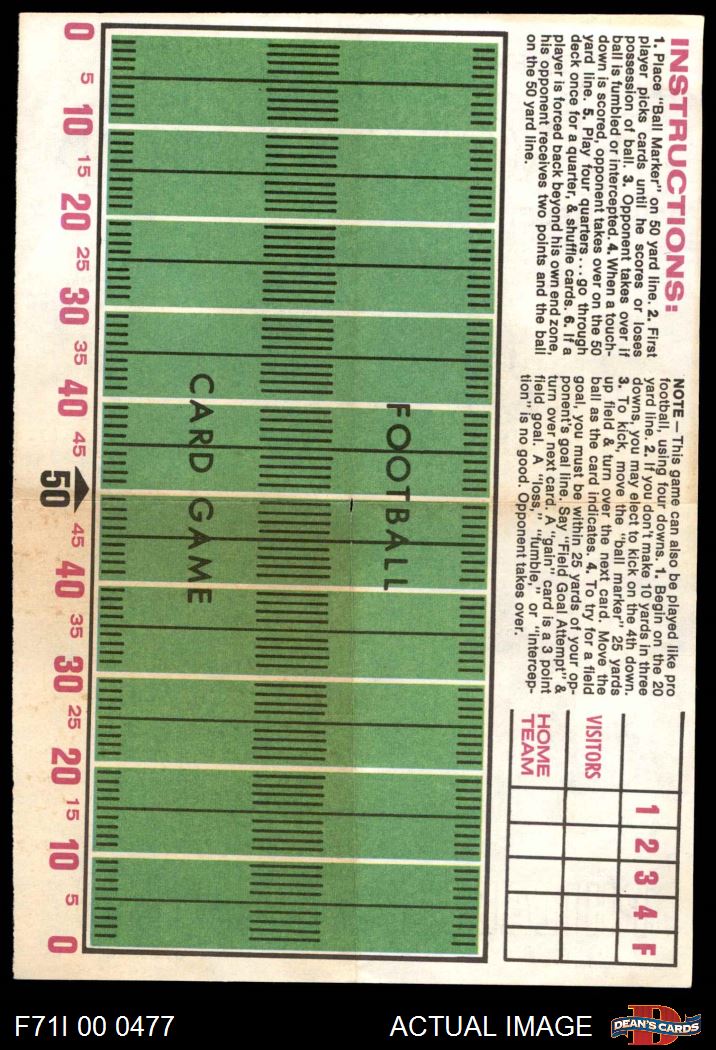 INSTRUCTIONS:
1. Place "Ball Marker" on 50 yard line. 2. First
player picks cards until he scores or loses
possession of ball. 3. Opponent takes over if
ball is fumbled or intercepted. 4. When a touch-
down is scored, opponent takes over on the 50
yard line. 5. Play four quarters...go through
deck once for a quarter, & shuffle cards. 6. If a
player is forced back beyond his own end zone,
his opponent receives two points and the ball
on the 50 yard line.
NOTE – This game can also be played like pro
football, using four downs. 1. Begin on the 20
yard line. 2. If you don't make 10 yards in three
downs, you may elect to kick on the 4th down.
3. To kick, move the "ball marker" 25 yards
up field & turn over the next card. Move the
ball as the card indicates. 4. To try for a field
goal, you must be within 25 yards of your op-
ponent's goal line. Say "Field Goal Attempt" &
turn over next card. A "gain" card is a 3 point
field goal. A "loss," "fumble," or "intercep-
tion" is no good. Opponent takes over.
1 2 3 4 F
VISITORS
HOME
TEAM
FOOTBALL
CARD GAME
0 5 10 15 20 25 30 35 40 45 50 45 40 35 30 25 20 15 10 5 0
F71I 00 0477
ACTUAL IMAGE
D
DEAN'S CARDS